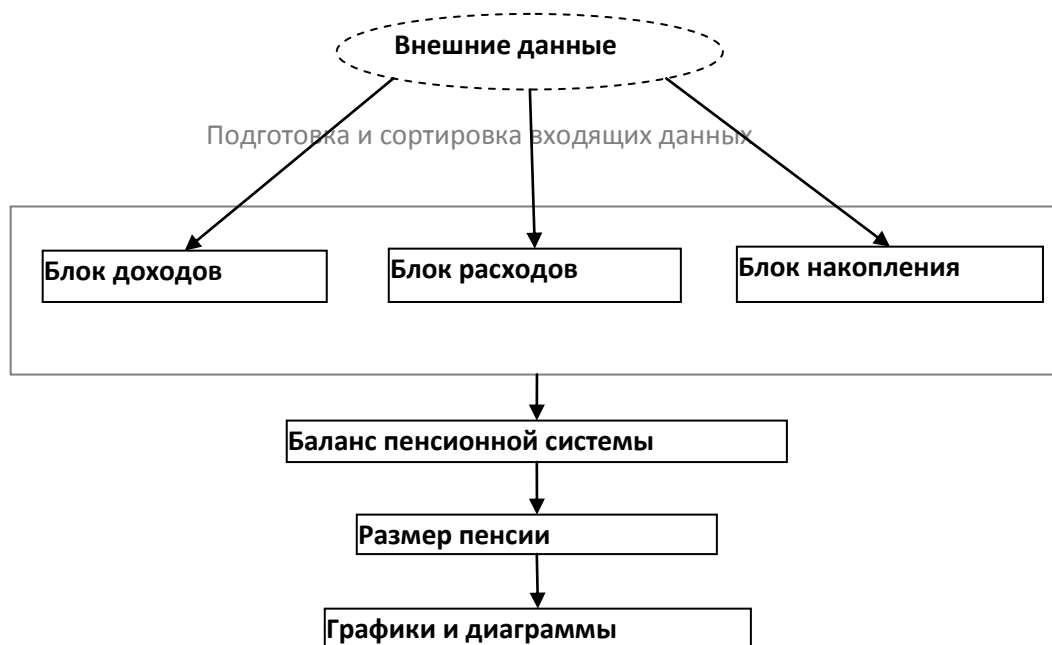 Внешние данные
Подготовка и сортировка входящих данных
Блок доходов
Блок расходов
Блок накопления
Баланс пенсионной системы
Размер пенсии
Графики и диаграммы